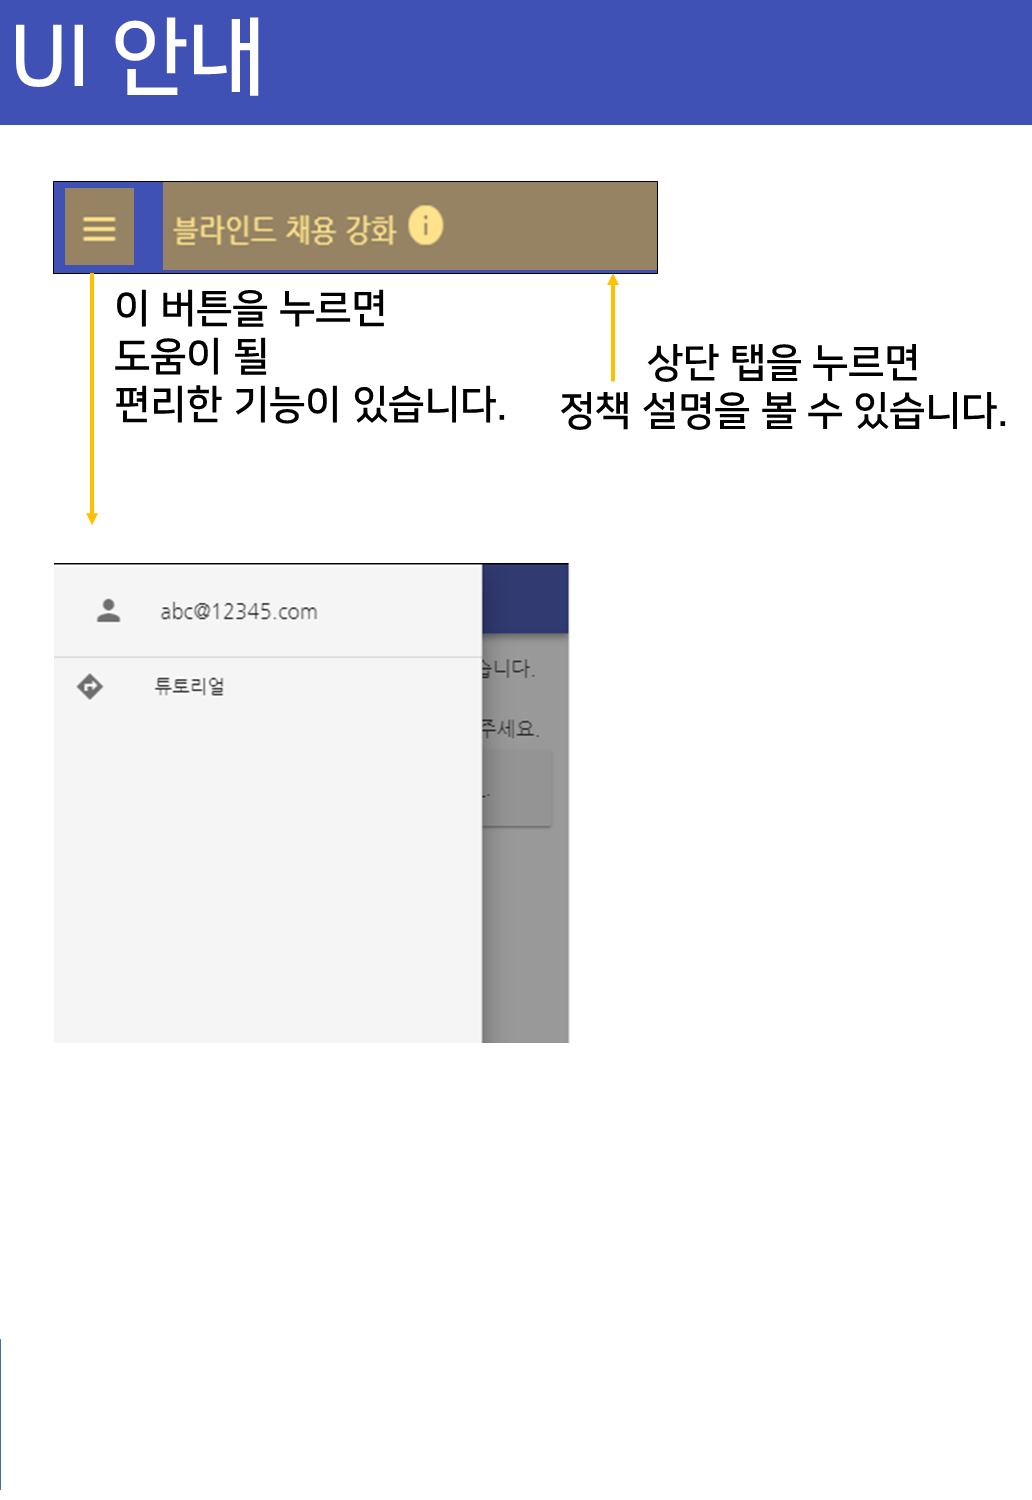 UI 안내
블라인드 채용 강화
이 버튼을 누르면
도움이 될
편리한 기능이 있습니다.
상단 탭을 누르면
정책 설명을 볼 수 있습니다.
abc@12345.com
튜토리얼
습니다.
주세요.